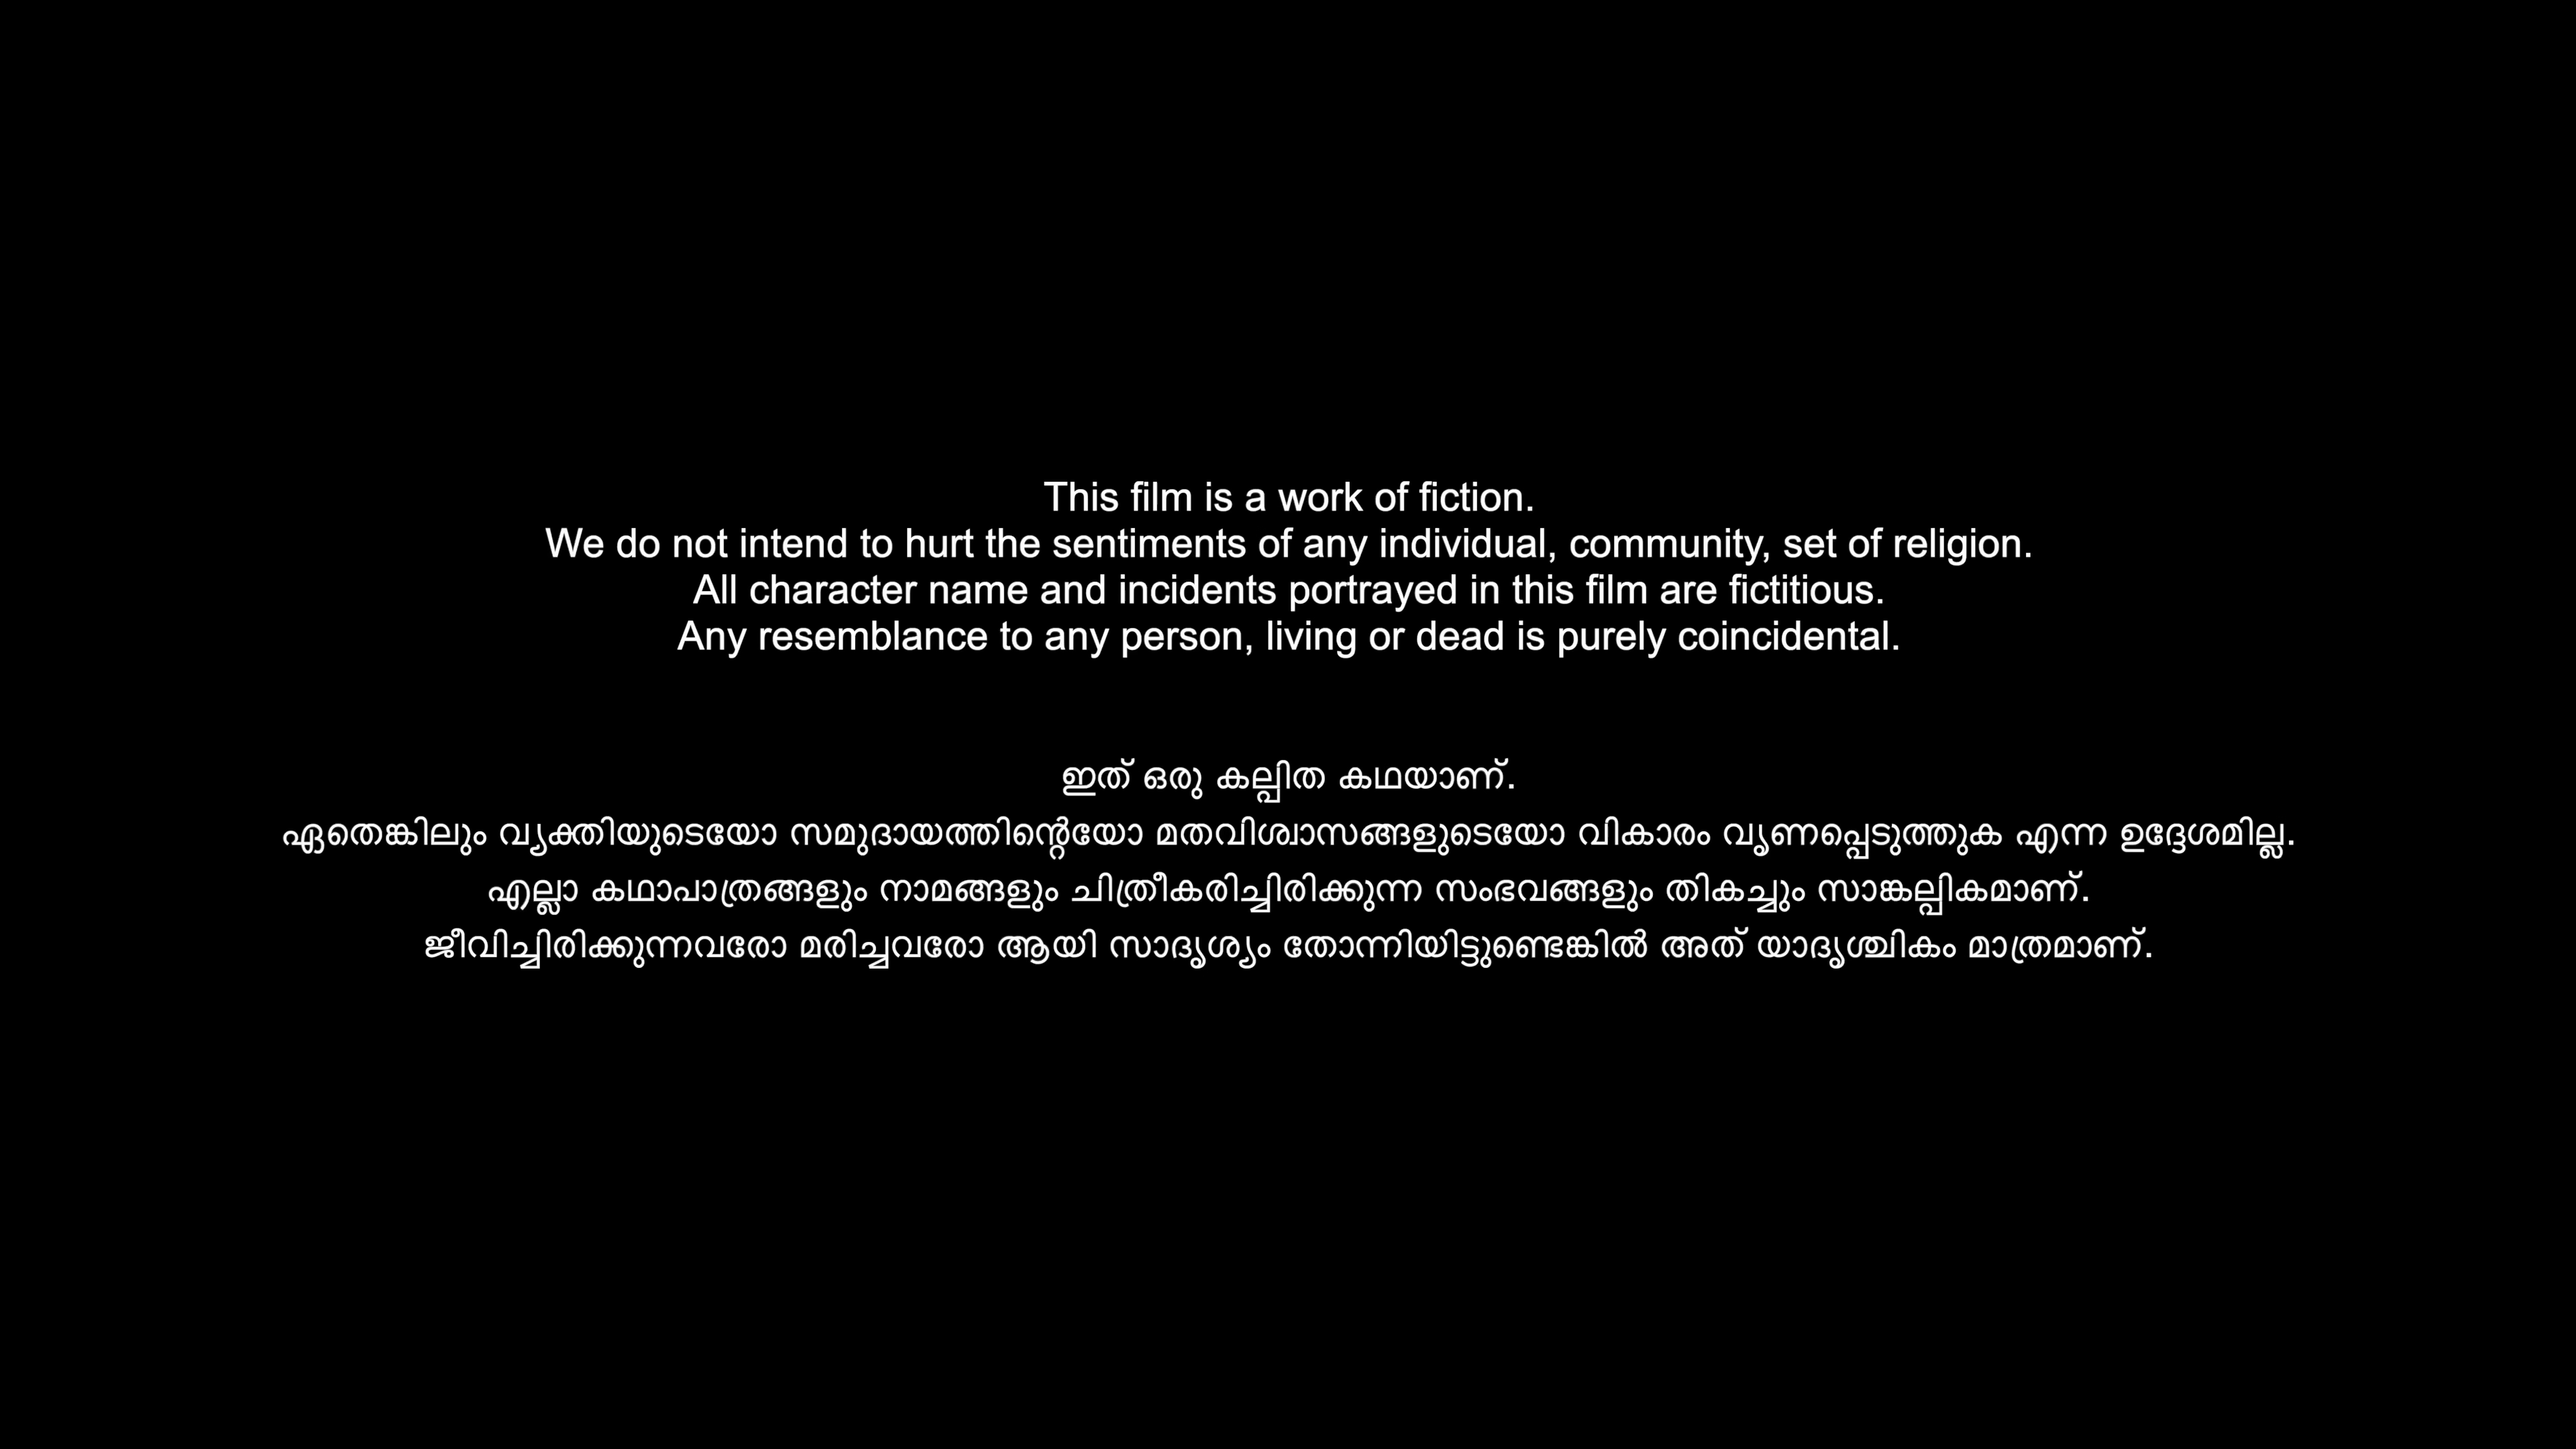 This film is a work of fiction.
We do not intend to hurt the sentiments of any individual, community, set of religion.
All character name and incidents portrayed in this film are fictitious.
Any resemblance to any person, living or dead is purely coincidental.
ഇത് ഒരു കല്പിത കഥയാണ്.
ഏതെങ്കിലും വ്യക്തിയുടെയോ സമുദായത്തിന്റെയോ മതവിശ്വാസങ്ങളുടെയോ വികാരം വൃണപ്പെടുത്തുക എന്ന ഉദ്ദേശമില്ല.
എല്ലാ കഥാപാത്രങ്ങളും നാമങ്ങളും ചിത്രീകരിച്ചിരിക്കുന്ന സംഭവങ്ങളും തികച്ചും സാങ്കല്പികമാണ്.
ജീവിച്ചിരിക്കുന്നവരോ മരിച്ചവരോ ആയി സാദൃശ്യം തോന്നിയിട്ടുണ്ടെങ്കിൽ അത് യാദൃശ്ചികം മാത്രമാണ്.